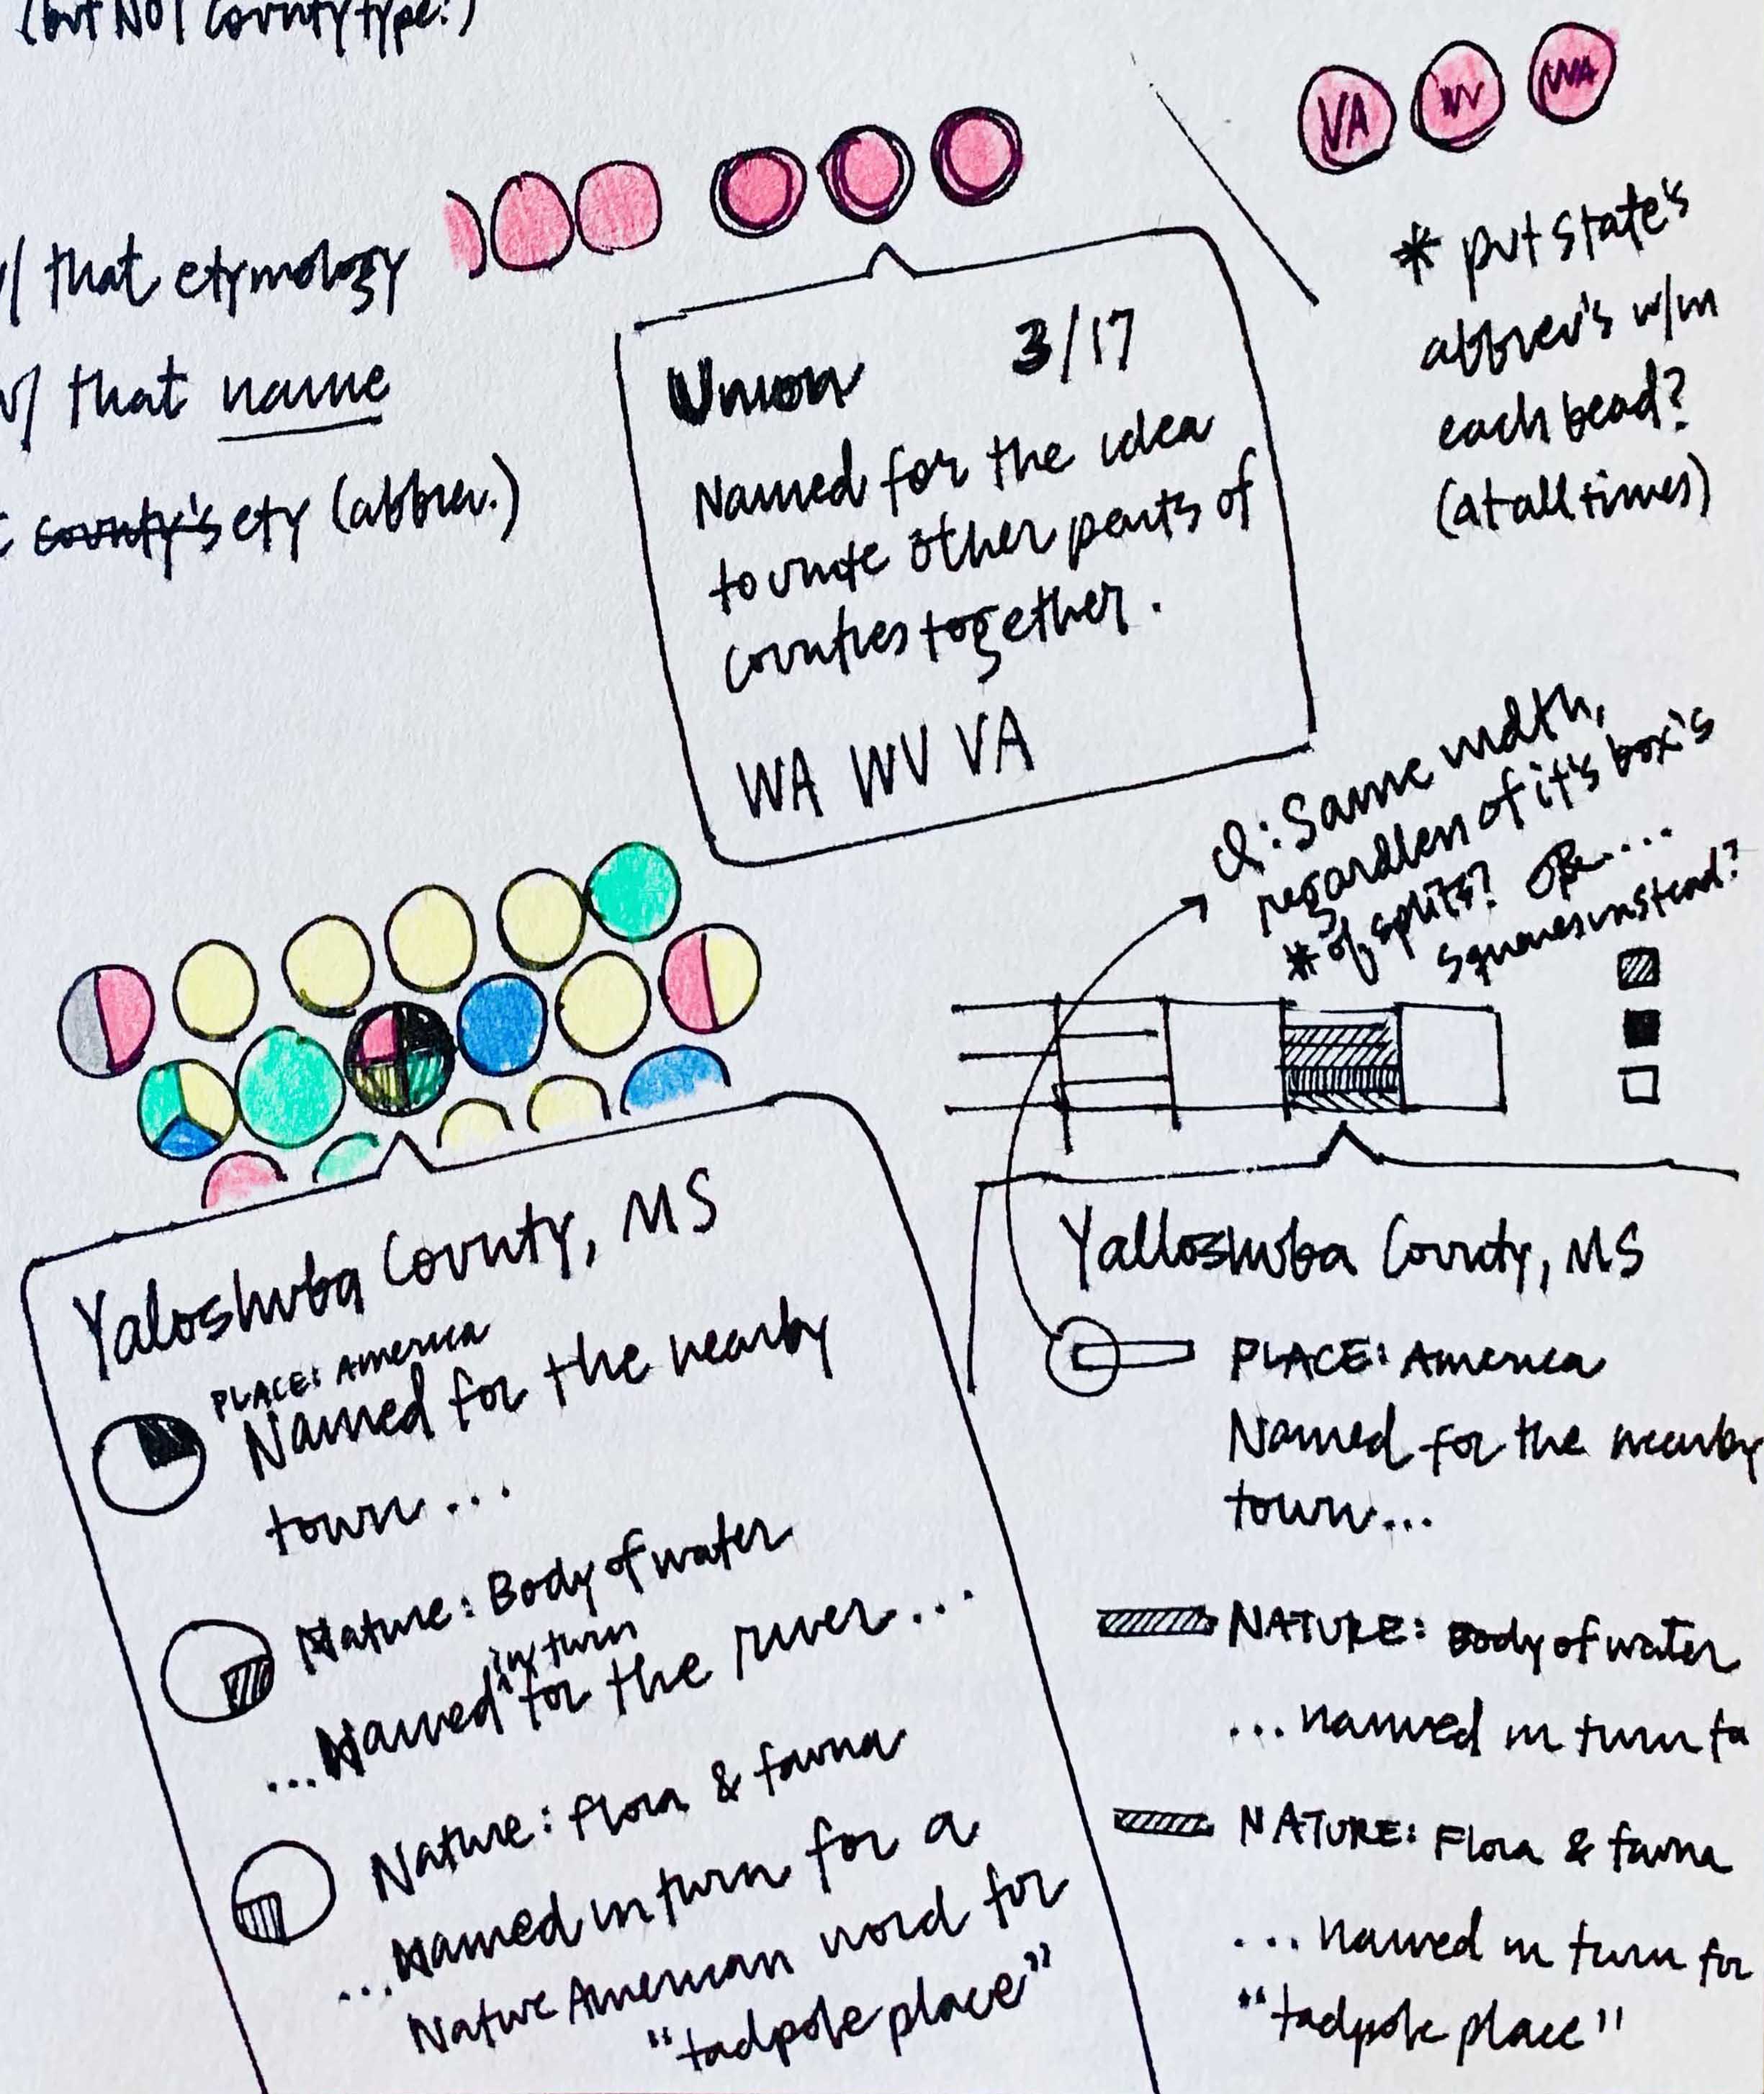 (but NOT county type!)
w/ that etymology
w/ that name
county's ety (abbrev.)
VA WV WA
* put state's
abbrev's w/in
each bead?
(at all times)
Union 3/17
Named for the idea
to unite other parts of
counties together.
WA WV VA
Q: Same width,
regardless of it's box's
# of splits? OR....
squares instead?
Yaloshuba County, MS
PLACE: America
Named for the nearby
town...
Nature: Body of water
in turn
...Named for the river...
Nature: Flora & fauna
...Named in turn for a
Native American word for
"tadpole place"
Yalloshuba County, MS
PLACE: America
Named for the nearby
town...
NATURE: Body of water
...named in turn fo
NATURE: Flora & fauna
...named in turn for
"tadpole place"